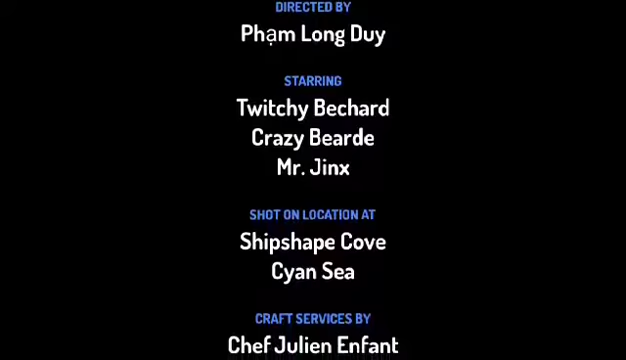 DIRECTED BY
Phạm Long Duy
STARRING
Twitchy Bechard
Crazy Bearde
Mr. Jinx
SHOT ON LOCATION AT
Shipshape Cove
Cyan Sea
CRAFT SERVICES BY
Chef Julien Enfant